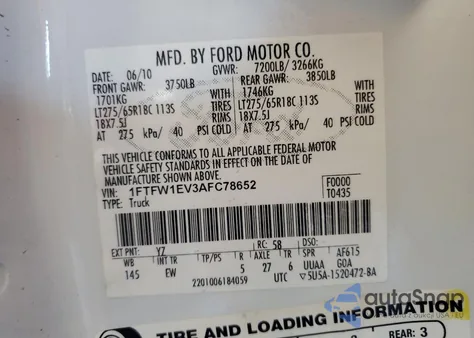 MFD. BY FORD MOTOR CO.
DATE: 06/10 GVWR: 7200LB/ 3266KG
FRONT GAWR: 3750LB REAR GAWR: 3850LB
1701KG WITH 1746KG WITH
LT275/65R18C 113S TIRES LT275/65R18C 113S TIRES
18X7.5J RIMS 18X7.5J RIMS
AT 275 kPa/ 40 PSI COLD AT 275 kPa/ 40 PSI COLD
THIS VEHICLE CONFORMS TO ALL APPLICABLE FEDERAL MOTOR
VEHICLE SAFETY STANDARDS IN EFFECT ON THE DATE OF
MANUFACTURE SHOWN ABOVE.
VIN: 1FTFW1EV3AFC78652 F0000
TYPE: Truck T0435
EXT PNT: YZ RC: 58 DSO:
WB INT TR TP/PS R AXLE TR SPR AF615
145 EW 5 27 6 UUAA G0A
2201006184059 UTC 5U5A-1520472-BA
autoSnap
TIRE AND LOADING INFORMATION
REAR: 3